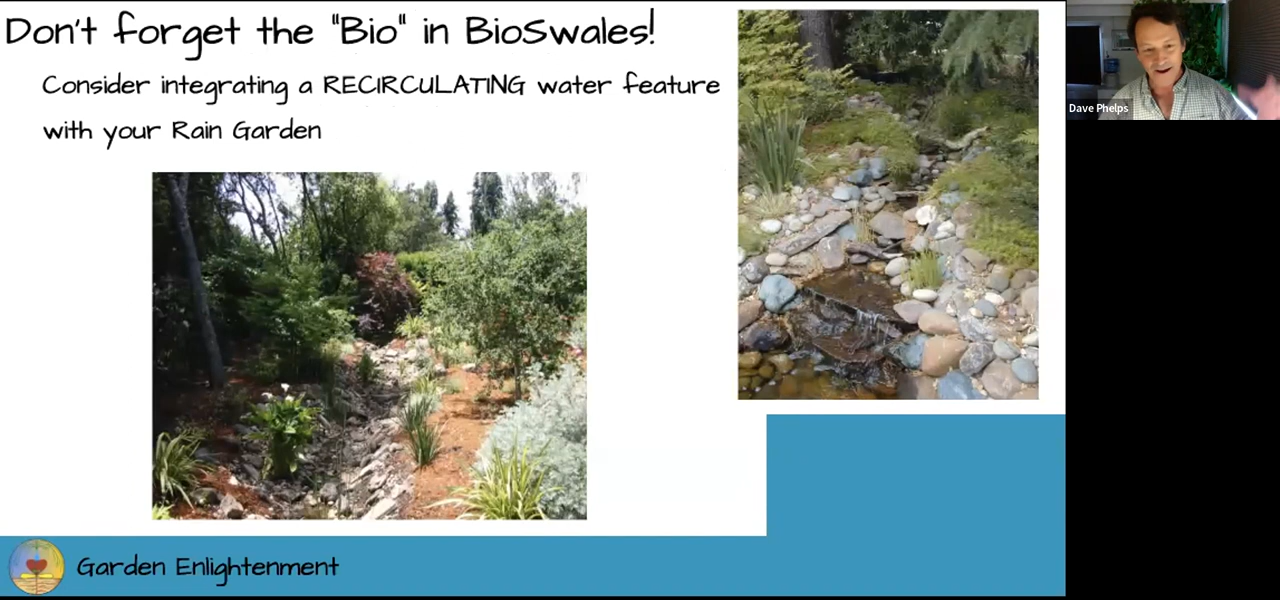 Don't forget the "Bio" in BioSwales!
Consider integrating a RECIRCULATING water feature
with your Rain Garden
Dave Phelps
Garden Enlightenment